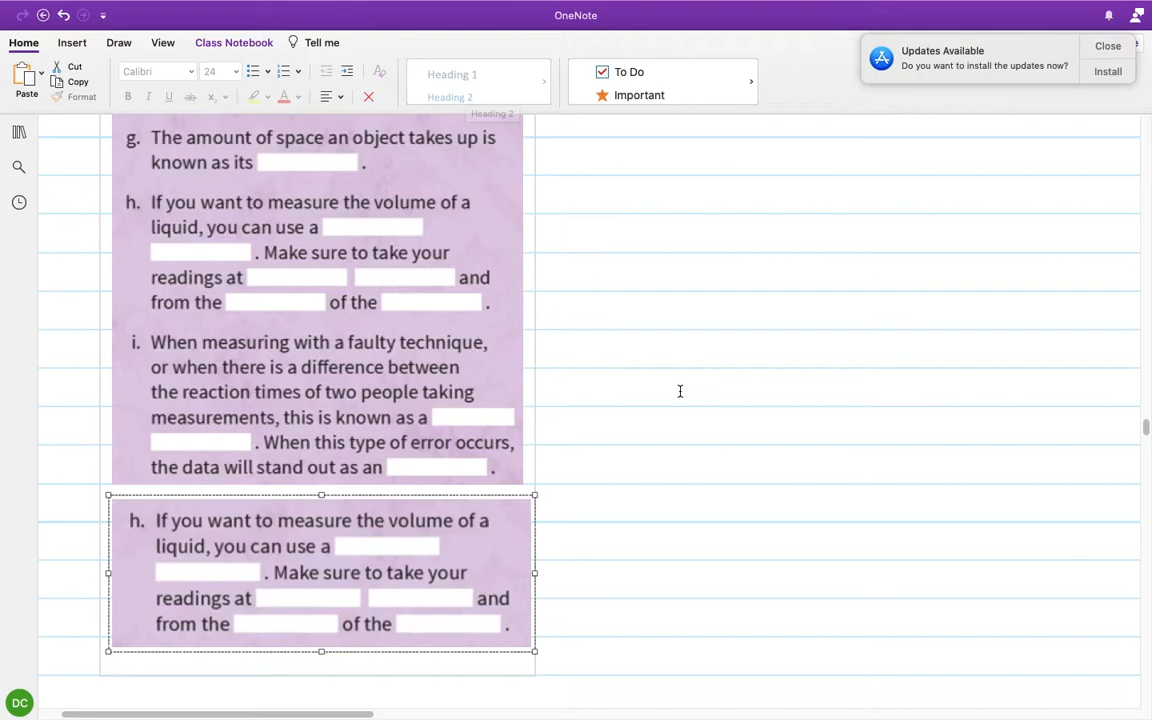 OneNote
Home Insert Draw View Class Notebook Tell me
Updates Available
Do you want to install the updates now?
Close
Install
Paste
Cut
Copy
Format
Calibri 24
B I U ab x₂ A
Heading 1
Heading 2
To Do
Important
Heading 2
g. The amount of space an object takes up is
known as its .
h. If you want to measure the volume of a
liquid, you can use a
. Make sure to take your
readings at and
from the of the .
i. When measuring with a faulty technique,
or when there is a difference between
the reaction times of two people taking
measurements, this is known as a
. When this type of error occurs,
the data will stand out as an .
h. If you want to measure the volume of a
liquid, you can use a
. Make sure to take your
readings at and
from the of the .
DC